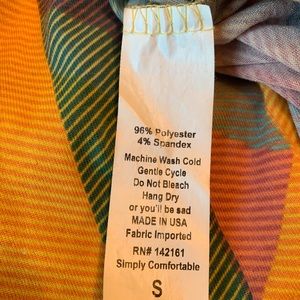 96% Polyester
4% Spandex
Machine Wash Cold
Gentle Cycle
Do Not Bleach
Hang Dry
or you'll be sad
MADE IN USA
Fabric Imported
RN# 142161
Simply Comfortable
S